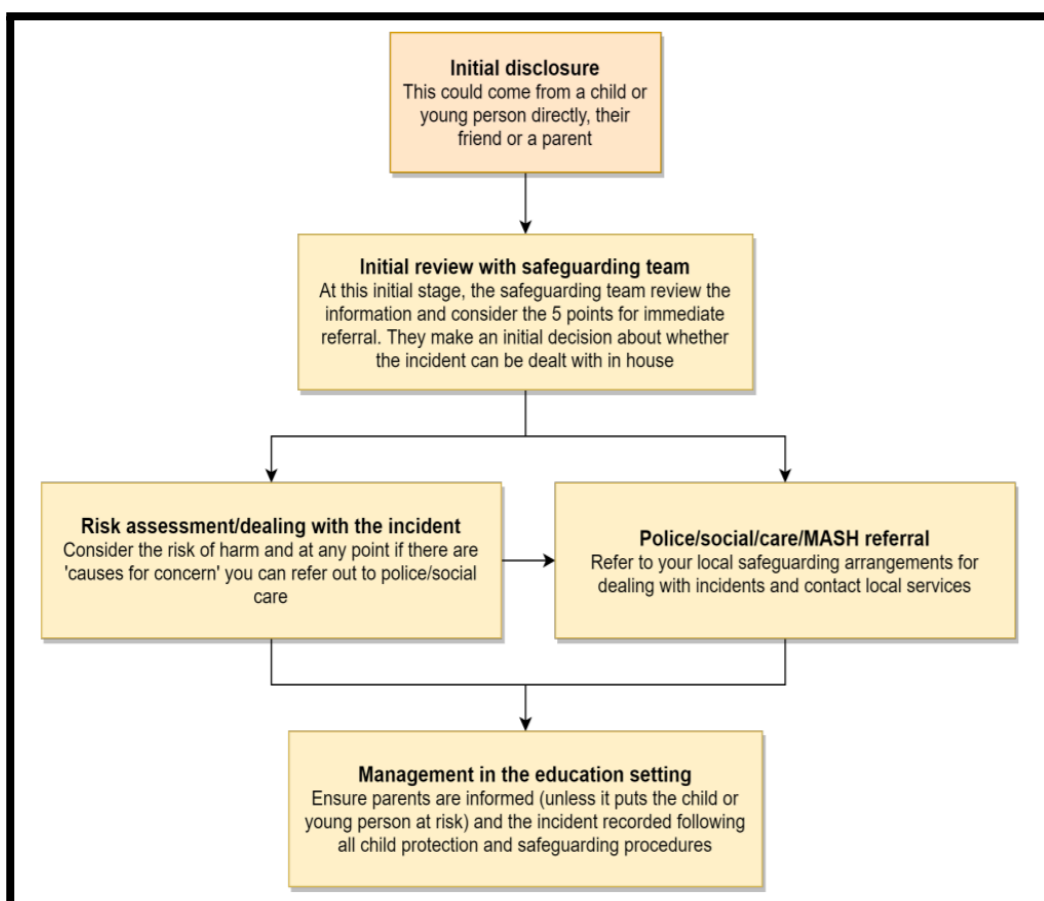 Initial disclosure
This could come from a child or
young person directly, their
friend or a parent
Initial review with safeguarding team
At this initial stage, the safeguarding team review the
information and consider the 5 points for immediate
referral. They make an initial decision about whether
the incident can be dealt with in house
Risk assessment/dealing with the incident
Consider the risk of harm and at any point if there are
'causes for concern' you can refer out to police/social
care
Police/social/care/MASH referral
Refer to your local safeguarding arrangements for
dealing with incidents and contact local services
Management in the education setting
Ensure parents are informed (unless it puts the child or
young person at risk) and the incident recorded following
all child protection and safeguarding procedures